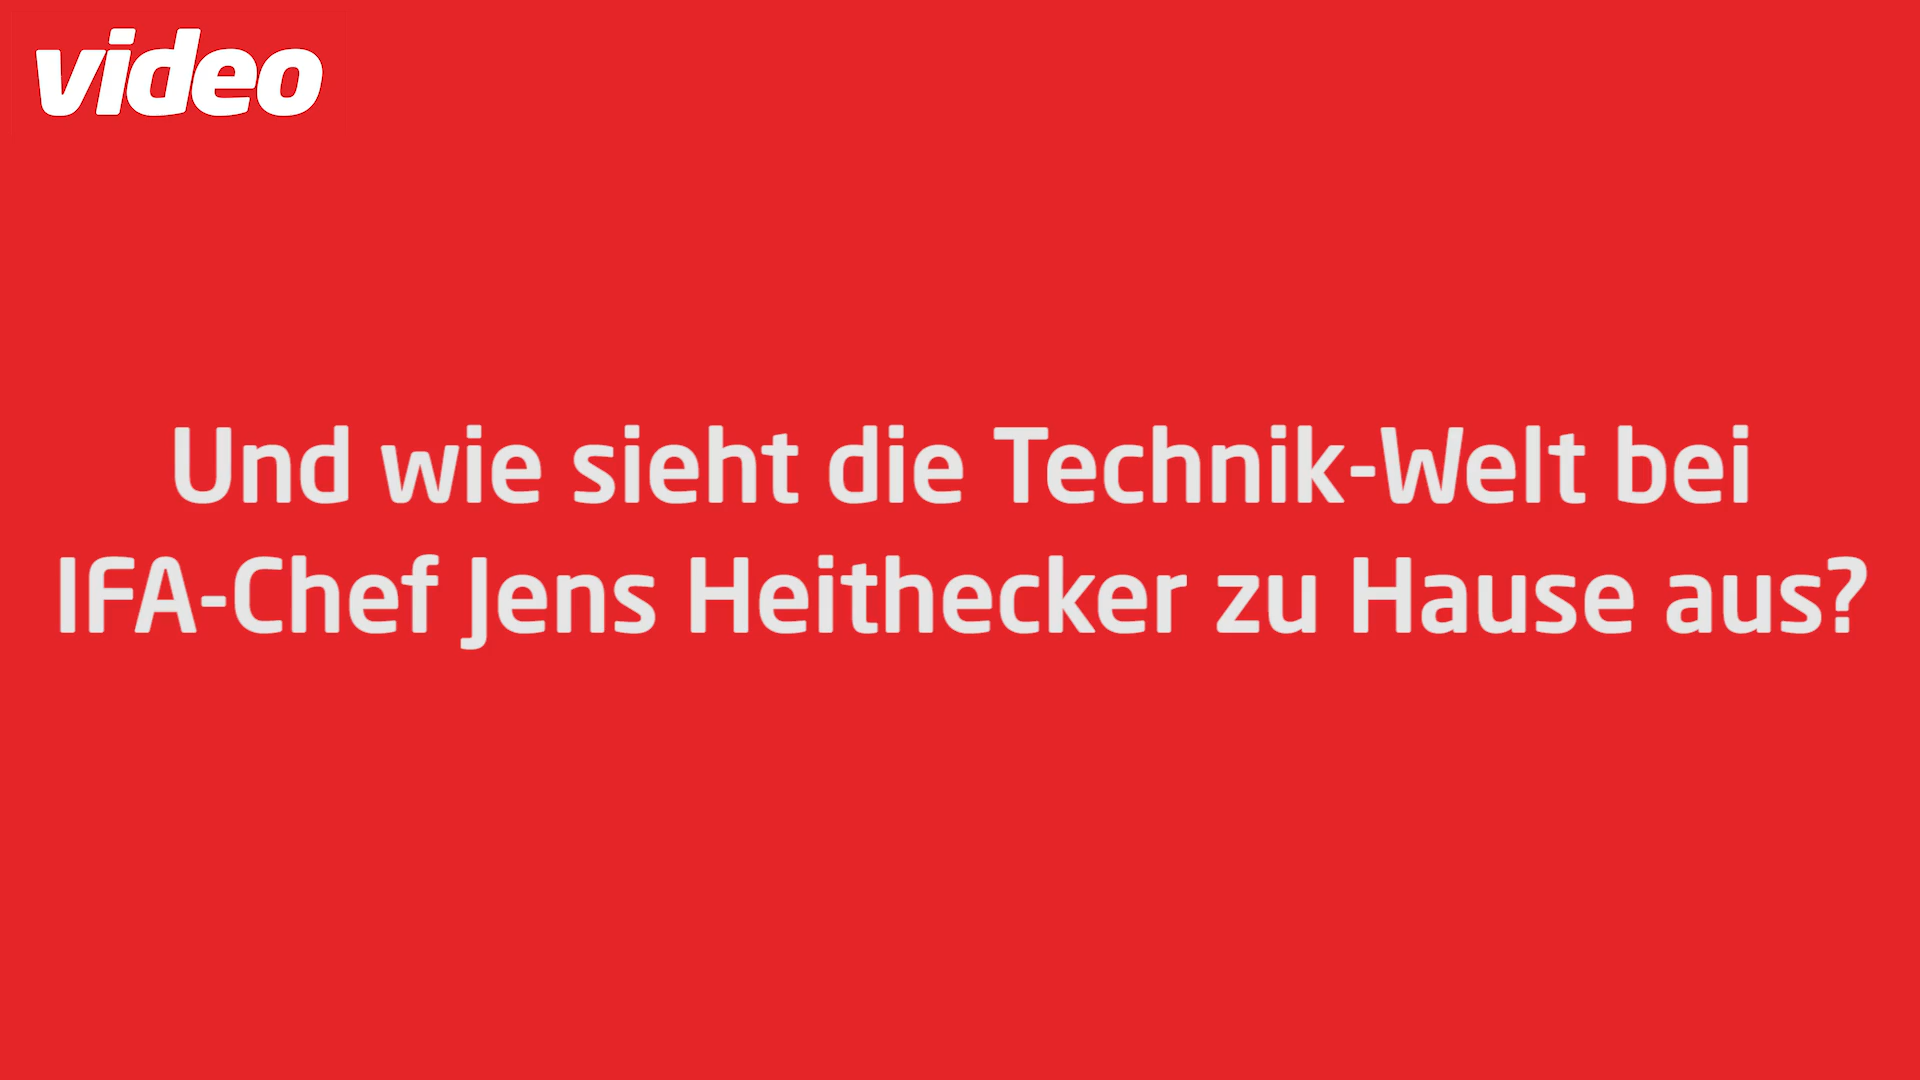 video
Und wie sieht die Technik-Welt bei
IFA-Chef Jens Heithecker zu Hause aus?